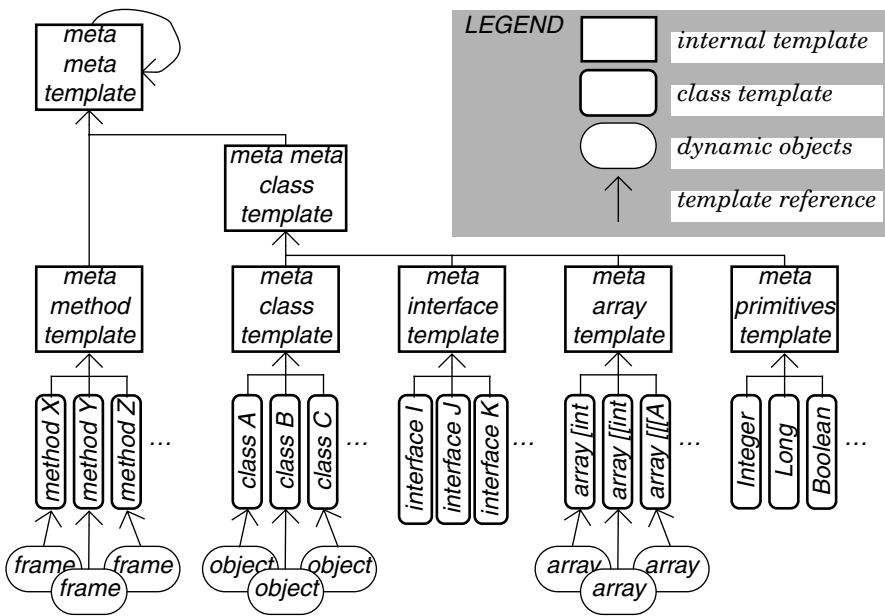 meta
meta
template
LEGEND
internal template
class template
dynamic objects
template reference
meta meta
class
template
meta
method
template
meta
class
template
meta
interface
template
meta
array
template
meta
primitives
template
method X
method Y
method Z
...
class A
class B
class C
...
interface I
interface J
interface K
...
array [int
array [[int
array [[[A
...
Integer
Long
Boolean
...
frame
frame
frame
object
object
object
array
array
array